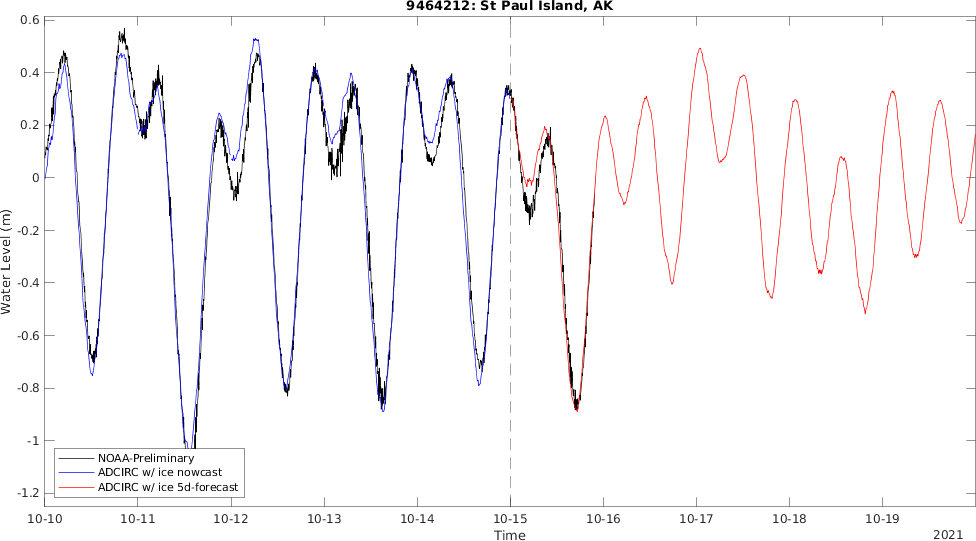 9464212: St Paul Island, AK
Water Level (m)
0.6
0.4
0.2
0
-0.2
-0.4
-0.6
-0.8
-1
-1.2
NOAA-Preliminary
ADCIRC w/ ice nowcast
ADCIRC w/ ice 5d-forecast
10-10 10-11 10-12 10-13 10-14 10-15 10-16 10-17 10-18 10-19
Time
2021